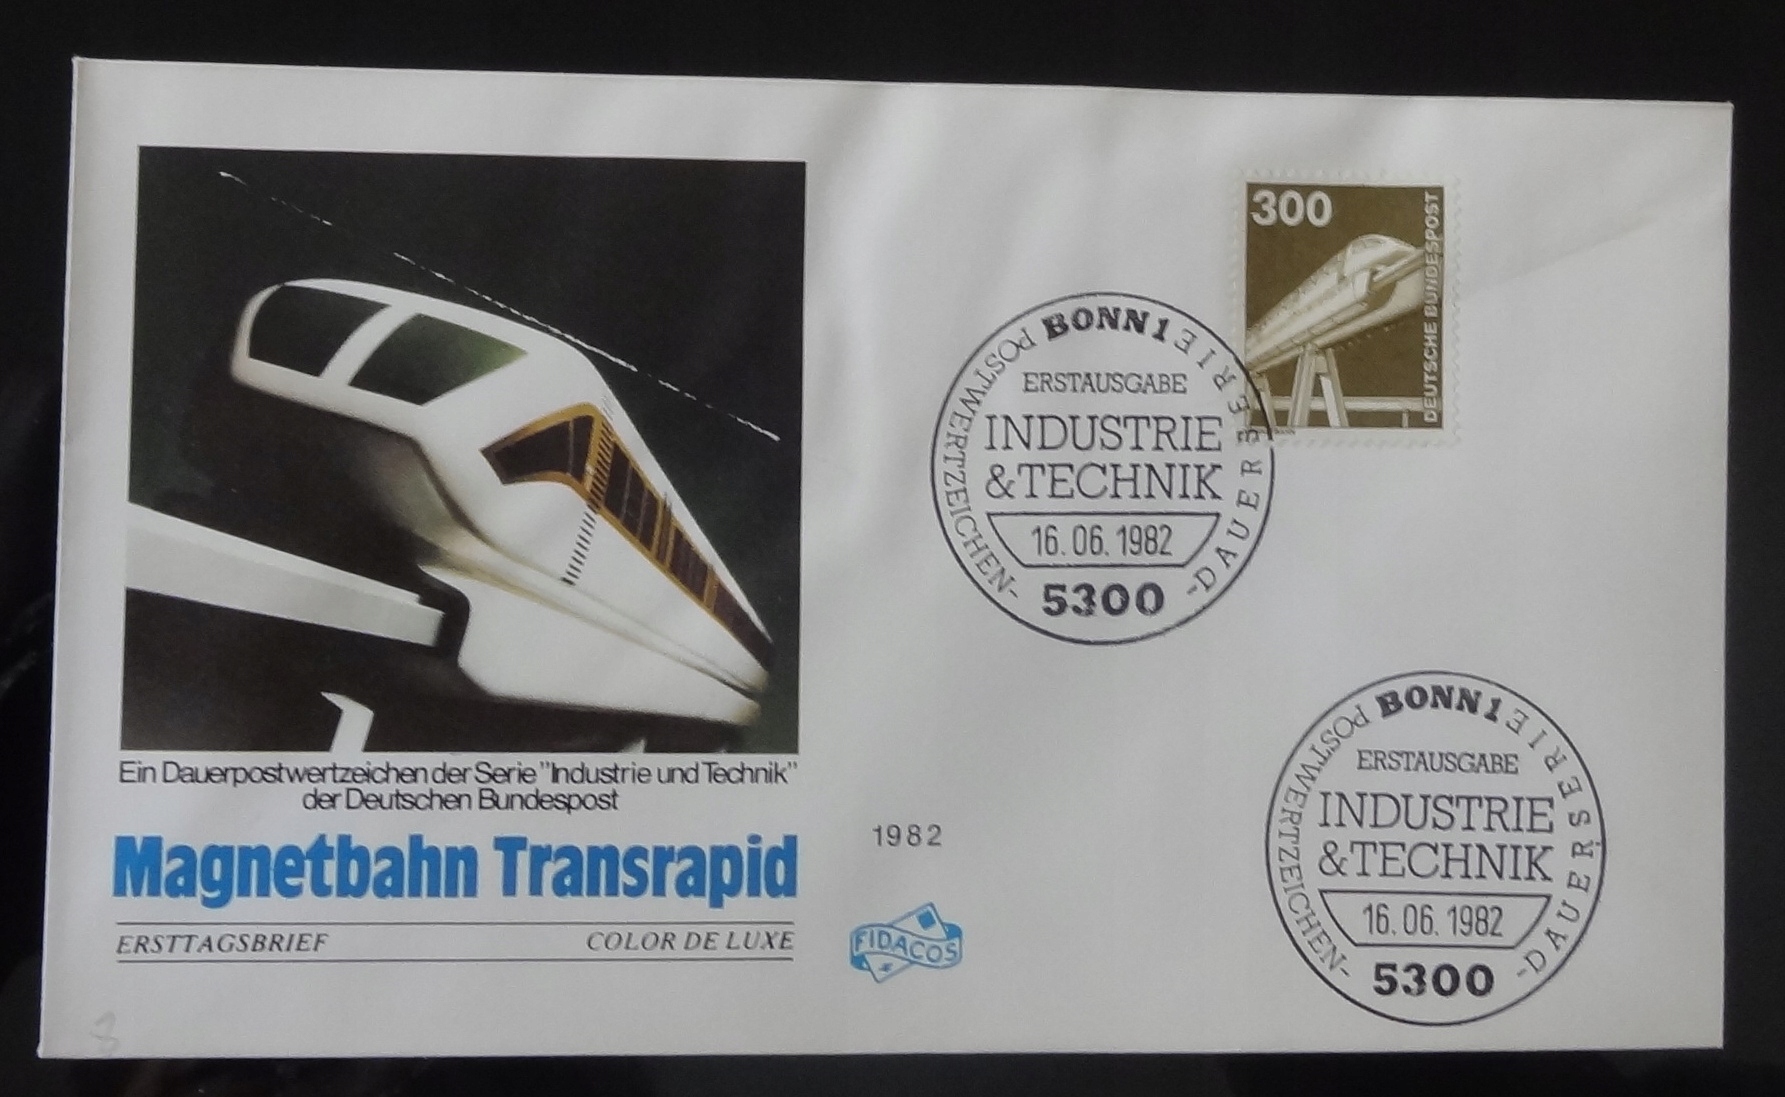 300
DEUTSCHE BUNDESPOST
BONN 1
POSTWERTZEICHEN-
-DAUERSERIE
ERSTAUSGABE
INDUSTRIE
&TECHNIK
16.06.1982
5300
Ein Dauerpostwertzeichen der Serie "Industrie und Technik"
der Deutschen Bundespost
Magnetbahn Transrapid
ERSTTAGSBRIEF COLOR DE LUXE
1982
FIDACOS
BONN 1
POSTWERTZEICHEN-
-DAUERSERIE
ERSTAUSGABE
INDUSTRIE
&TECHNIK
16.06.1982
5300
8